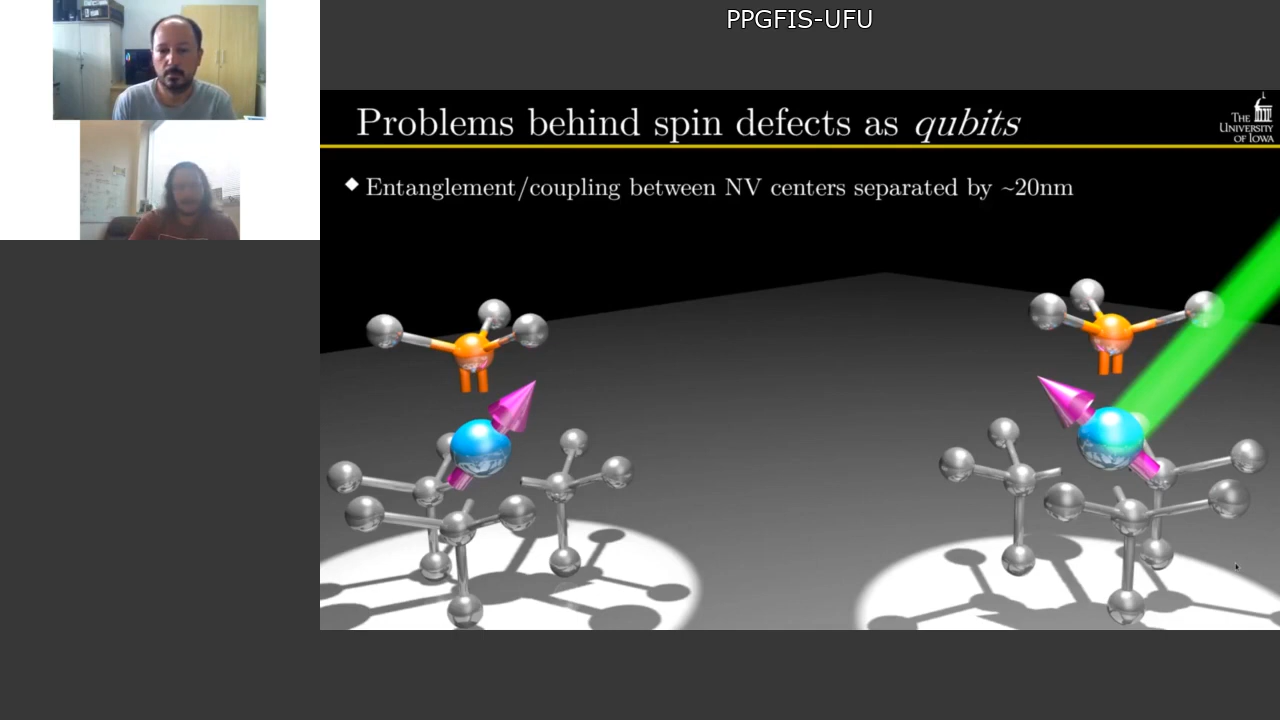 PPGFIS-UFU
Problems behind spin defects as qubits
THE
UNIVERSITY
OF IOWA
◆ Entanglement/coupling between NV centers separated by ~20nm